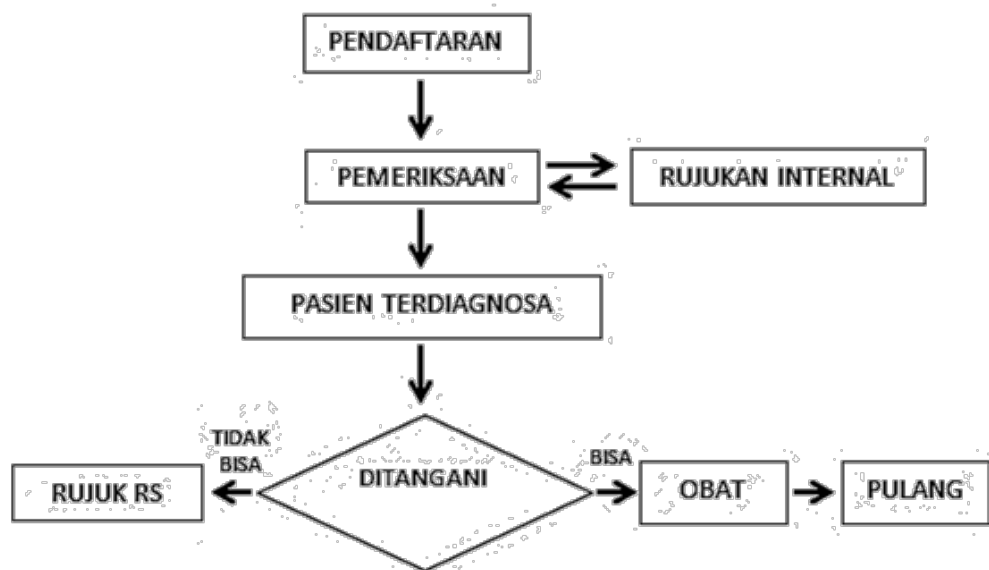 PENDAFTARAN
PEMERIKSAAN
RUJUKAN INTERNAL
PASIEN TERDIAGNOSA
TIDAK
BISA
DITANGANI
BISA
RUJUK RS
OBAT
PULANG